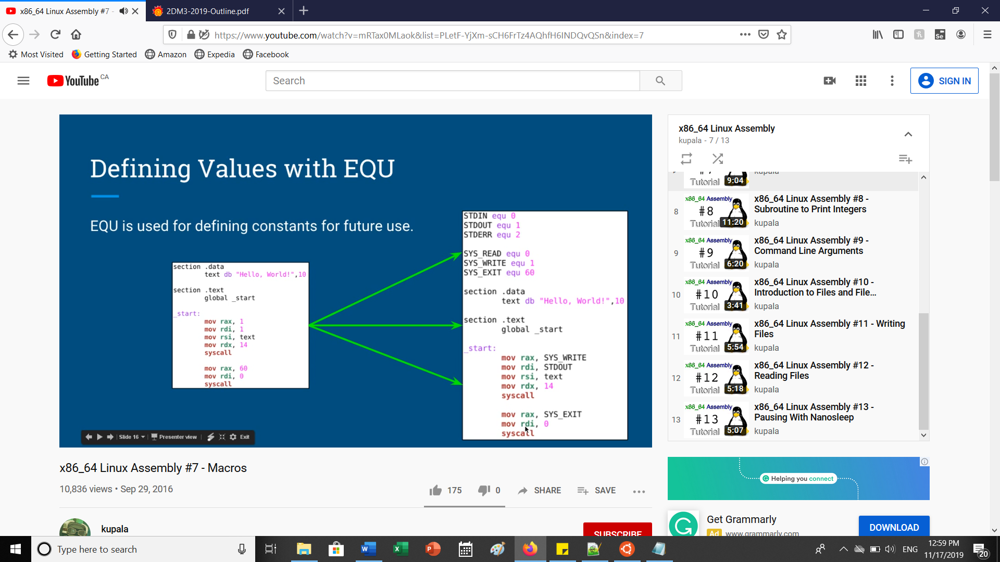 x86_64 Linux Assembly #7 -
2DM3-2019-Outline.pdf
https://www.youtube.com/watch?v=mRTax0MLaok&list=PLetF-YjXm-sCH6FrTz4AQhfH6INDQvQSn&index=7
Se
Most Visited
Getting Started
Amazon
Expedia
Facebook
YouTube CA
Search
SIGN IN
Defining Values with EQU
EQU is used for defining constants for future use.
section .data
text db "Hello, World!",10
section .text
global _start
_start:
mov rax, 1
mov rdi, 1
mov rsi, text
mov rdx, 14
syscall
mov rax, 60
mov rdi, 0
syscall
STDIN equ 0
STDOUT equ 1
STDERR equ 2
SYS_READ equ 0
SYS_WRITE equ 1
SYS_EXIT equ 60
section .data
text db "Hello, World!",10
section .text
global _start
_start:
mov rax, SYS_WRITE
mov rdi, STDOUT
mov rsi, text
mov rdx, 14
syscall
mov rax, SYS_EXIT
mov rdi, 0
syscall
Slide 16
Presenter view
Exit
x86_64 Linux Assembly #7 - Macros
10,836 views • Sep 29, 2016
175
0
SHARE
SAVE
kupala
SUBSCRIBE
x86_64 Linux Assembly
kupala - 7 / 13
Tutorial 9:04
kupala
8
x86_64 Assembly
#8
Tutorial 11:20
x86_64 Linux Assembly #8 -
Subroutine to Print Integers
kupala
9
x86_64 Assembly
#9
Tutorial 6:20
x86_64 Linux Assembly #9 -
Command Line Arguments
kupala
10
x86_64 Assembly
#10
Tutorial 3:41
x86_64 Linux Assembly #10 -
Introduction to Files and File...
kupala
11
x86_64 Assembly
#11
Tutorial 5:54
x86_64 Linux Assembly #11 - Writing
Files
kupala
12
x86_64 Assembly
#12
Tutorial 5:18
x86_64 Linux Assembly #12 -
Reading Files
kupala
13
x86_64 Assembly
#13
Tutorial 5:07
x86_64 Linux Assembly #13 -
Pausing With Nanosleep
kupala
Helping you connect
Get Grammarly
Ad www.grammarly.com
DOWNLOAD
Type here to search
ENG
12:59 PM
11/17/2019
20